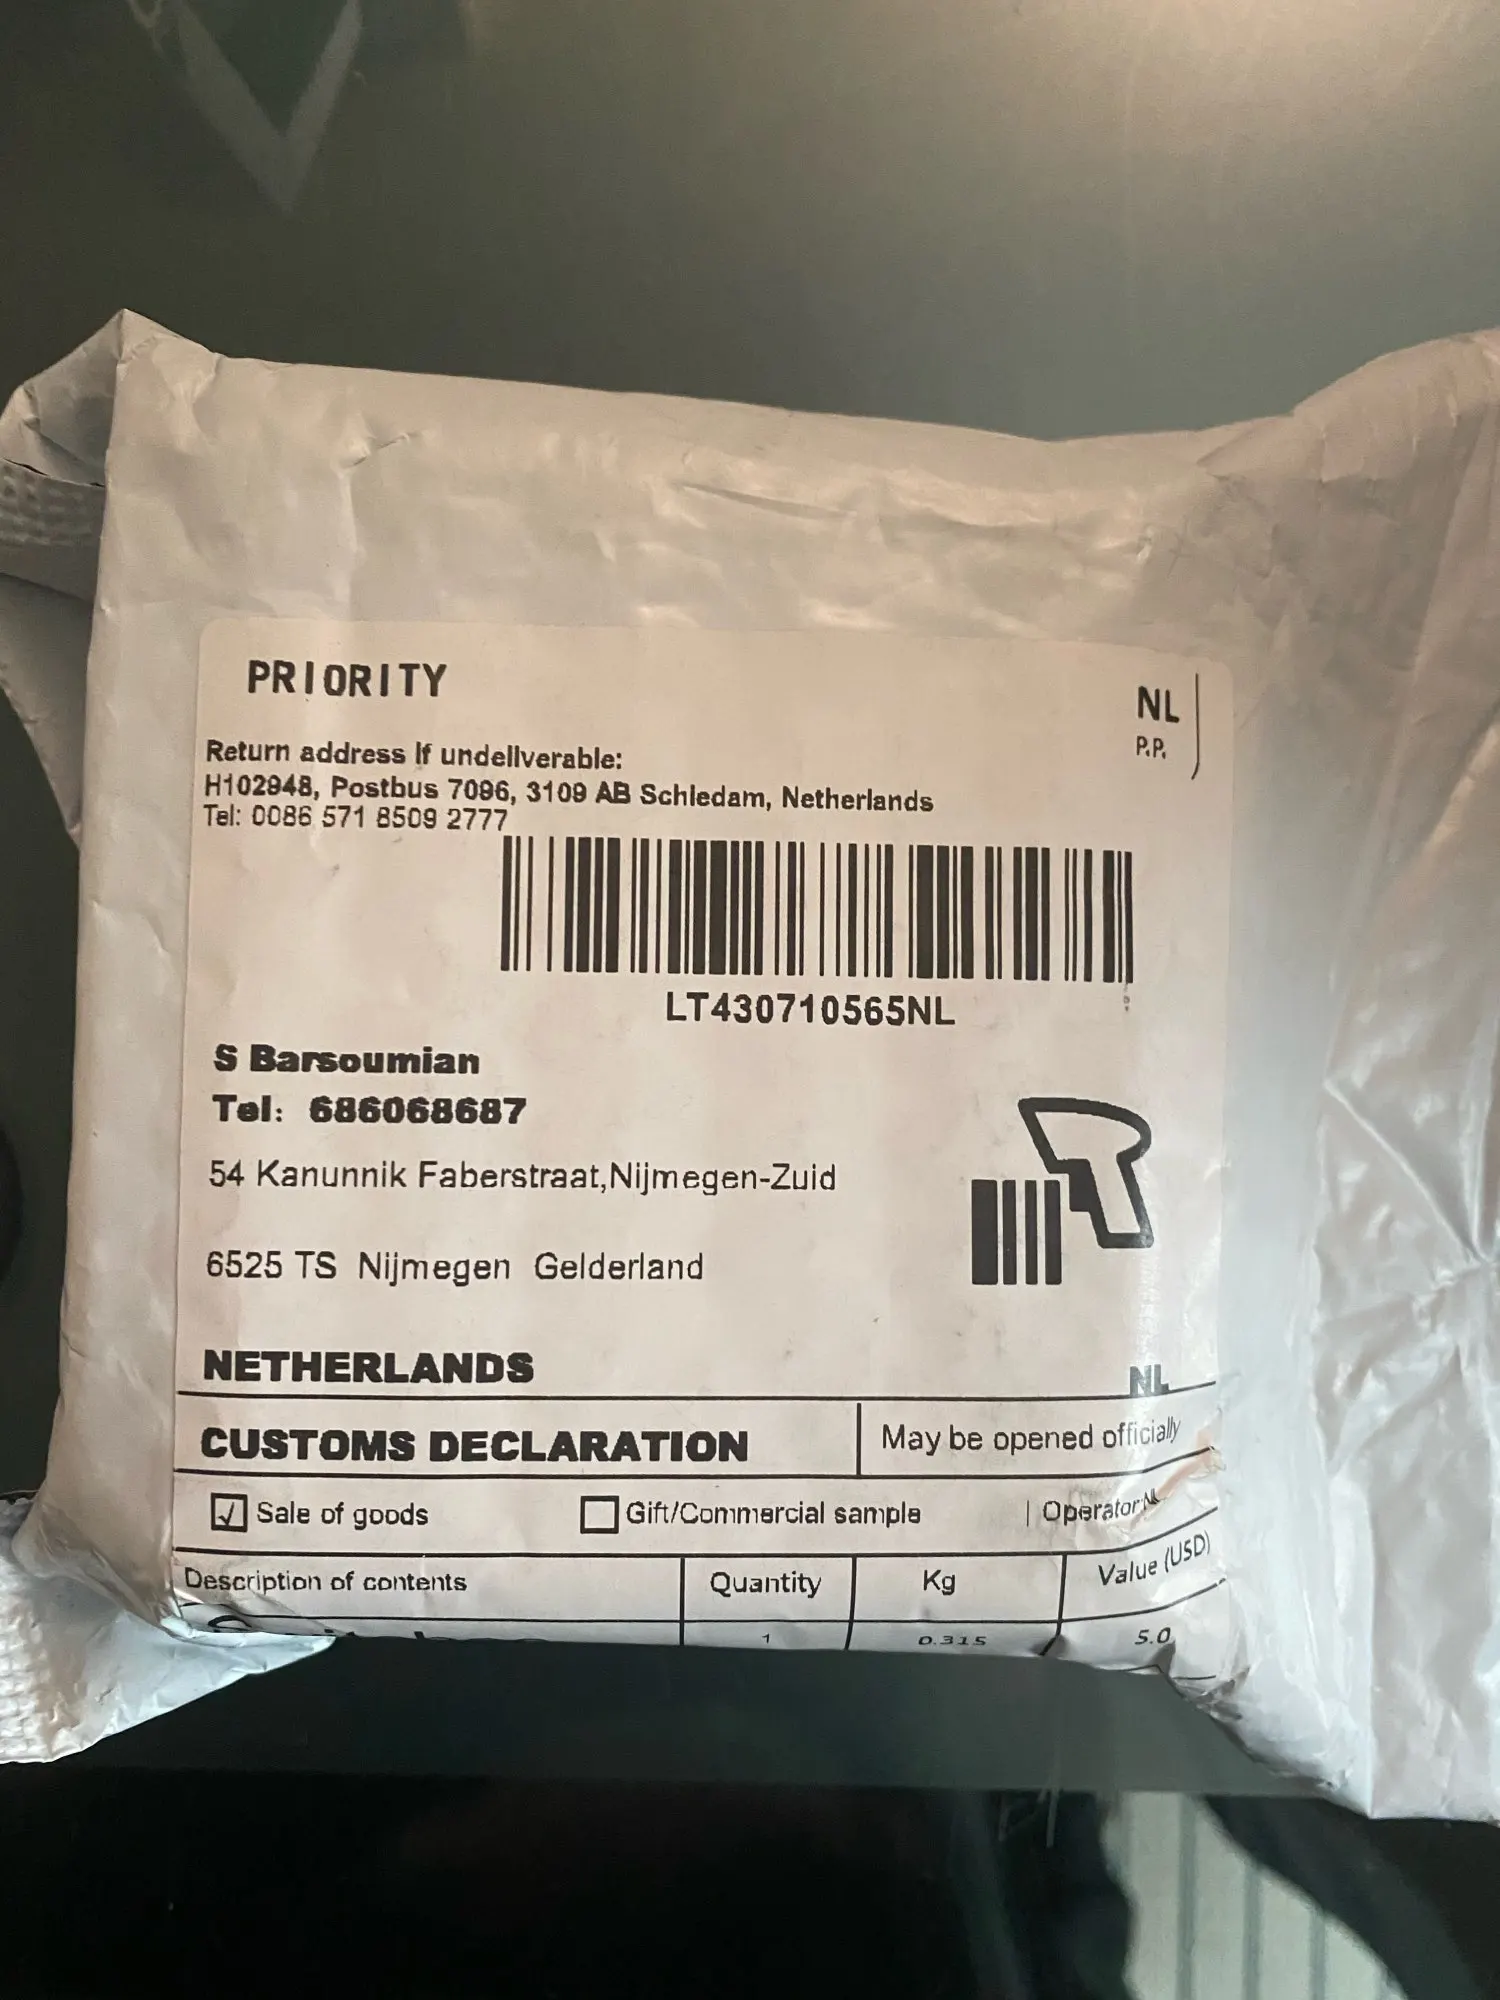 PRIORITY
NL
P.P.
Return address if undeliverable:
H102948, Postbus 7096, 3109 AB Schiedam, Netherlands
Tel: 0086 571 8509 2777
LT430710565NL
S Barsoumian
Tel: 686068687
54 Kanunnik Faberstraat,Nijmegen-Zuid
6525 TS Nijmegen Gelderland
NETHERLANDS
NL
CUSTOMS DECLARATION
May be opened officially
Sale of goods
Gift/Commercial sample
Operator:NL
Description of contents Quantity Kg Value (USD)
1 0.315 5.0